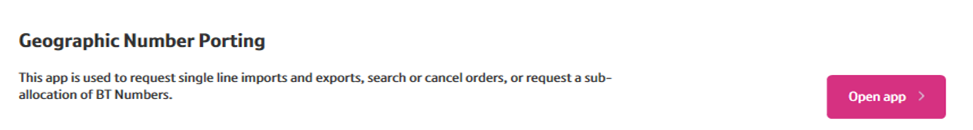 Geographic Number Porting
This app is used to request single line imports and exports, search or cancel orders, or request a sub-
allocation of BT Numbers.
Open app